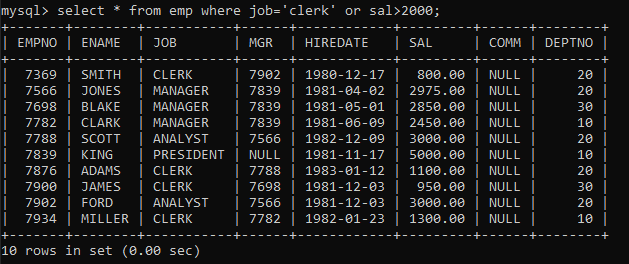 mysql> select * from emp where job='clerk' or sal>2000;
+-------+--------+-----------+------+------------+---------+------+--------+
| EMPNO | ENAME  | JOB       | MGR  | HIREDATE   | SAL     | COMM | DEPTNO |
+-------+--------+-----------+------+------------+---------+------+--------+
|  7369 | SMITH  | CLERK     | 7902 | 1980-12-17 |  800.00 | NULL |     20 |
|  7566 | JONES  | MANAGER   | 7839 | 1981-04-02 | 2975.00 | NULL |     20 |
|  7698 | BLAKE  | MANAGER   | 7839 | 1981-05-01 | 2850.00 | NULL |     30 |
|  7782 | CLARK  | MANAGER   | 7839 | 1981-06-09 | 2450.00 | NULL |     10 |
|  7788 | SCOTT  | ANALYST   | 7566 | 1982-12-09 | 3000.00 | NULL |     20 |
|  7839 | KING   | PRESIDENT | NULL | 1981-11-17 | 5000.00 | NULL |     10 |
|  7876 | ADAMS  | CLERK     | 7788 | 1983-01-12 | 1100.00 | NULL |     20 |
|  7900 | JAMES  | CLERK     | 7698 | 1981-12-03 |  950.00 | NULL |     30 |
|  7902 | FORD   | ANALYST   | 7566 | 1981-12-03 | 3000.00 | NULL |     20 |
|  7934 | MILLER | CLERK     | 7782 | 1982-01-23 | 1300.00 | NULL |     10 |
+-------+--------+-----------+------+------------+---------+------+--------+
10 rows in set (0.00 sec)